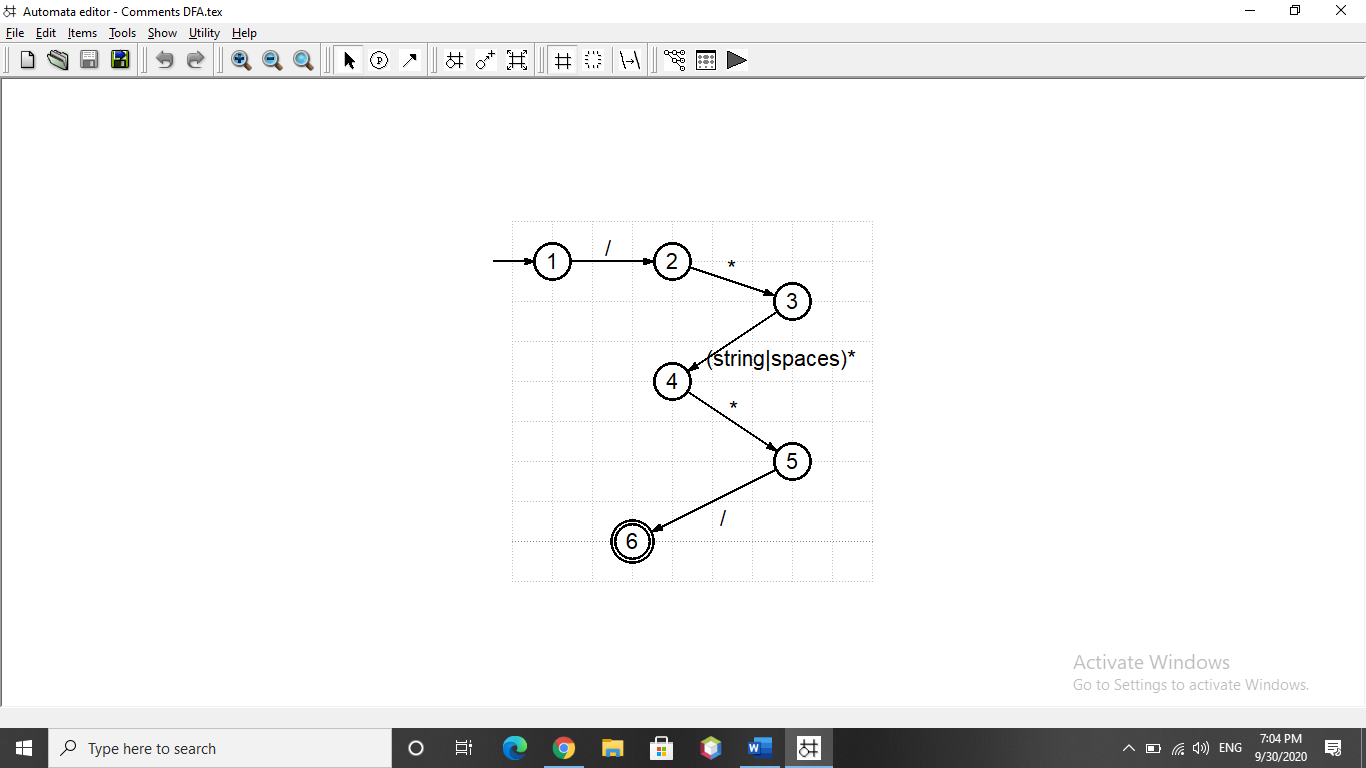 Automata editor - Comments DFA.tex
File Edit Items Tools Show Utility Help
P
/
1
2
*
3
(string|spaces)*
4
*
5
/
6
Activate Windows
Go to Settings to activate Windows.
Type here to search
ENG
7:04 PM
9/30/2020